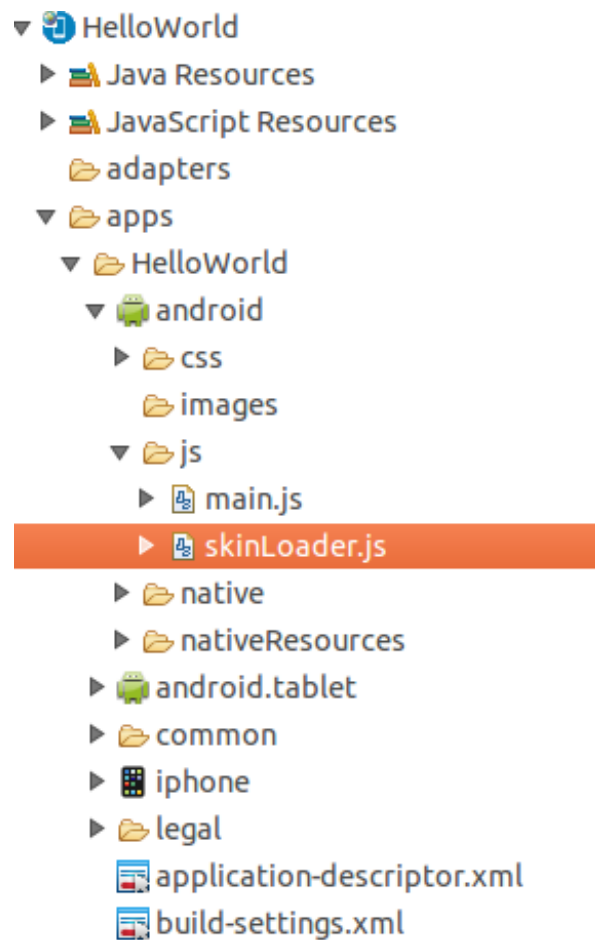 HelloWorld
Java Resources
JavaScript Resources
adapters
apps
HelloWorld
android
css
images
js
main.js
skinLoader.js
native
nativeResources
android.tablet
common
iphone
legal
application-descriptor.xml
build-settings.xml